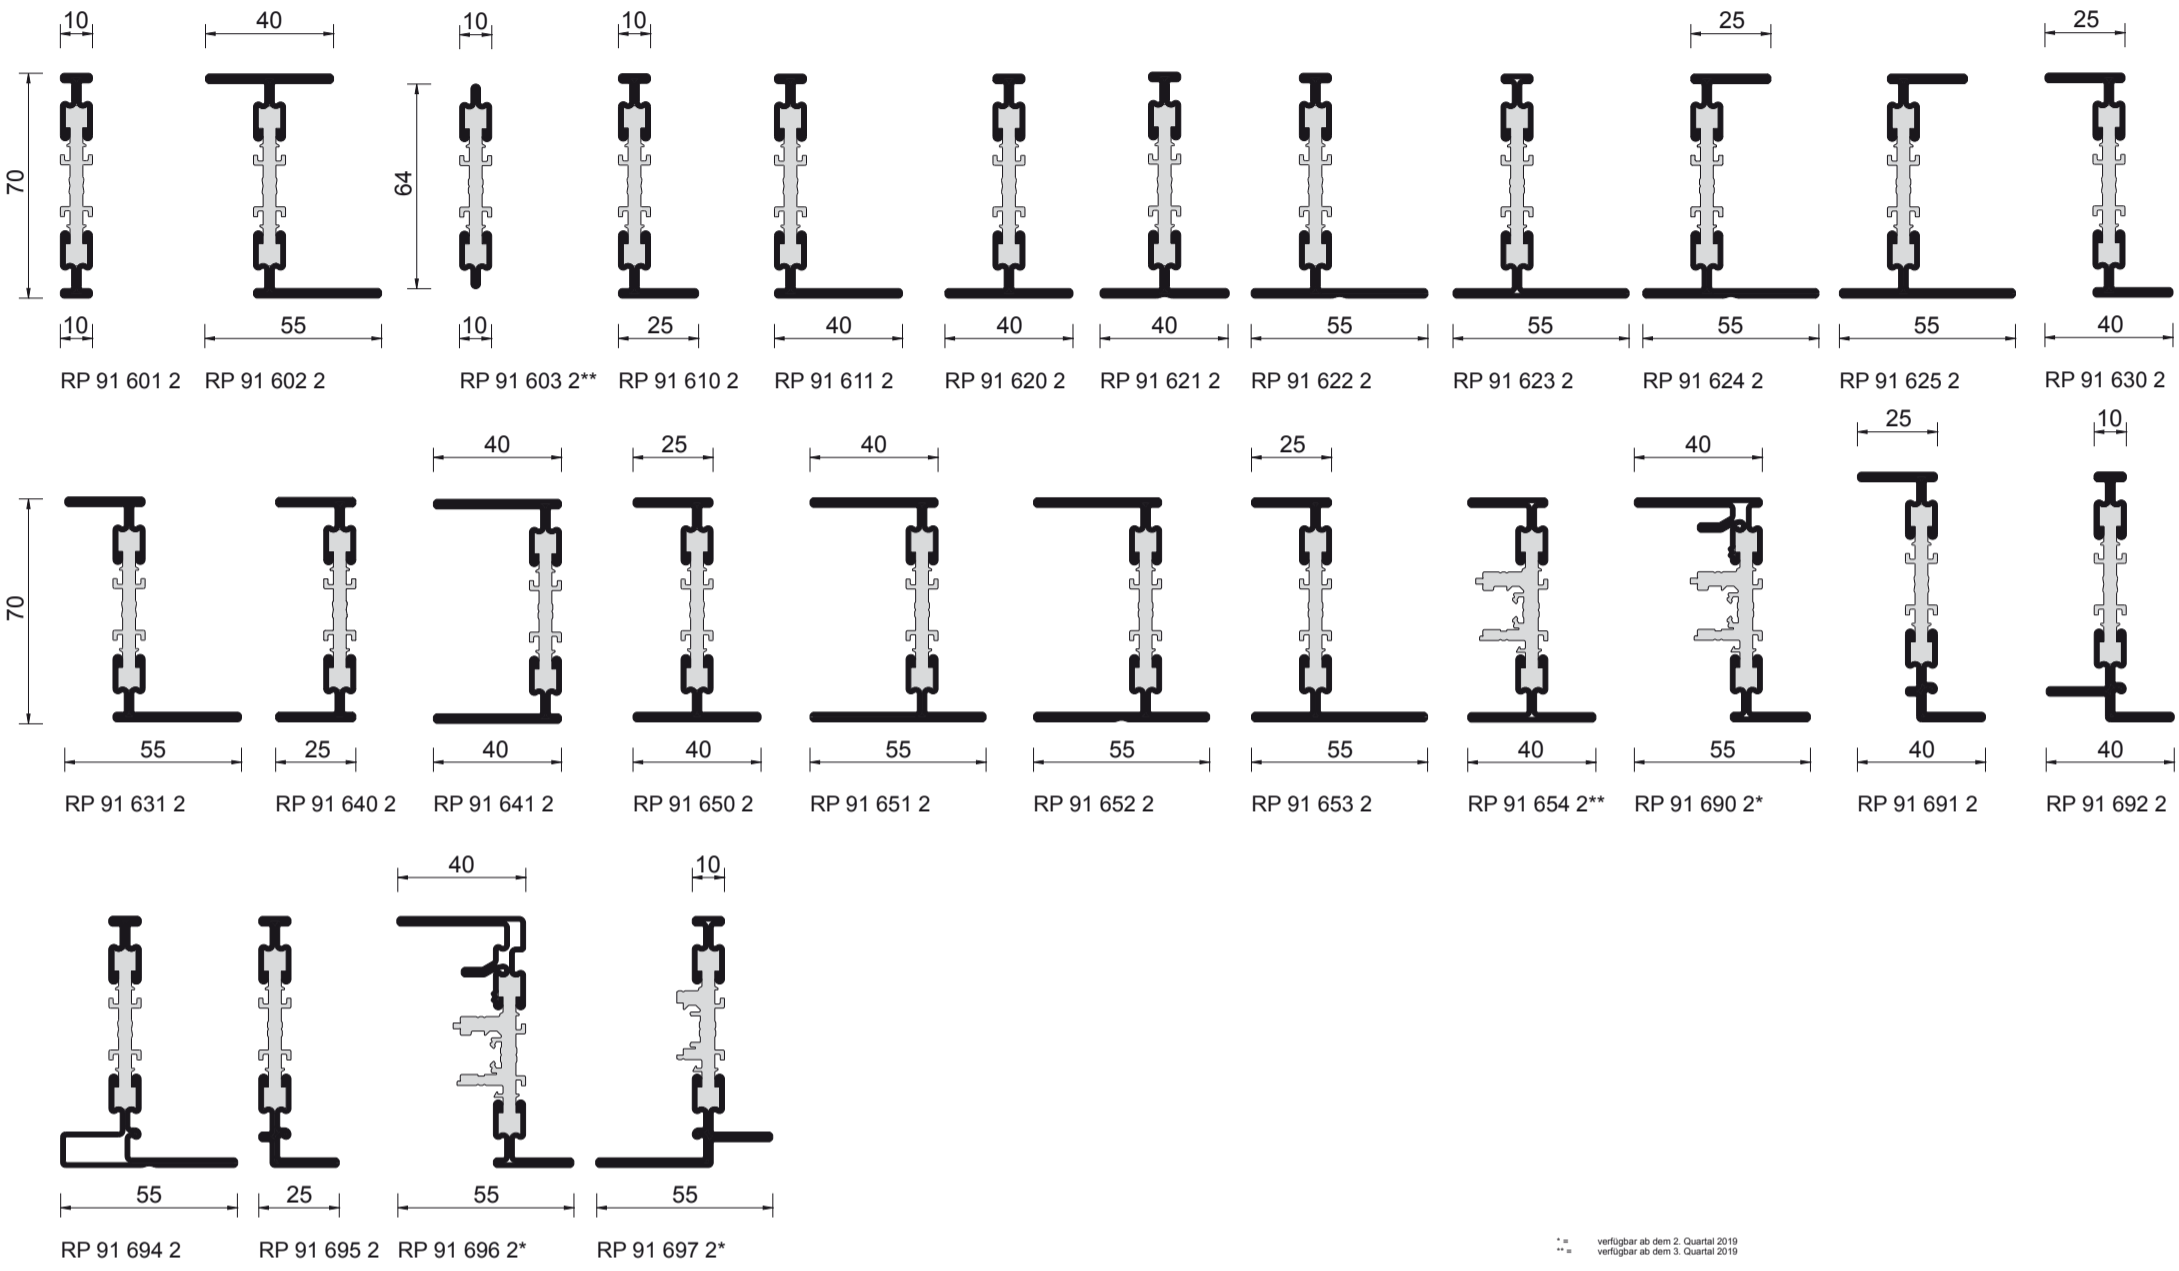 10 40 10 10 25 25
70
64
10 55 10 25 40 40 40 55 55 55 55 40
RP 91 601 2 RP 91 602 2 RP 91 603 2** RP 91 610 2 RP 91 611 2 RP 91 620 2 RP 91 621 2 RP 91 622 2 RP 91 623 2 RP 91 624 2 RP 91 625 2 RP 91 630 2
40 25 40 25 40 25 10
70
55 25 40 40 55 55 55 40 55 40 40
RP 91 631 2 RP 91 640 2 RP 91 641 2 RP 91 650 2 RP 91 651 2 RP 91 652 2 RP 91 653 2 RP 91 654 2** RP 91 690 2* RP 91 691 2 RP 91 692 2
40 10
55 25 55 55
RP 91 694 2 RP 91 695 2 RP 91 696 2* RP 91 697 2*
* = verfügbar ab dem 2. Quartal 2019
** = verfügbar ab dem 3. Quartal 2019